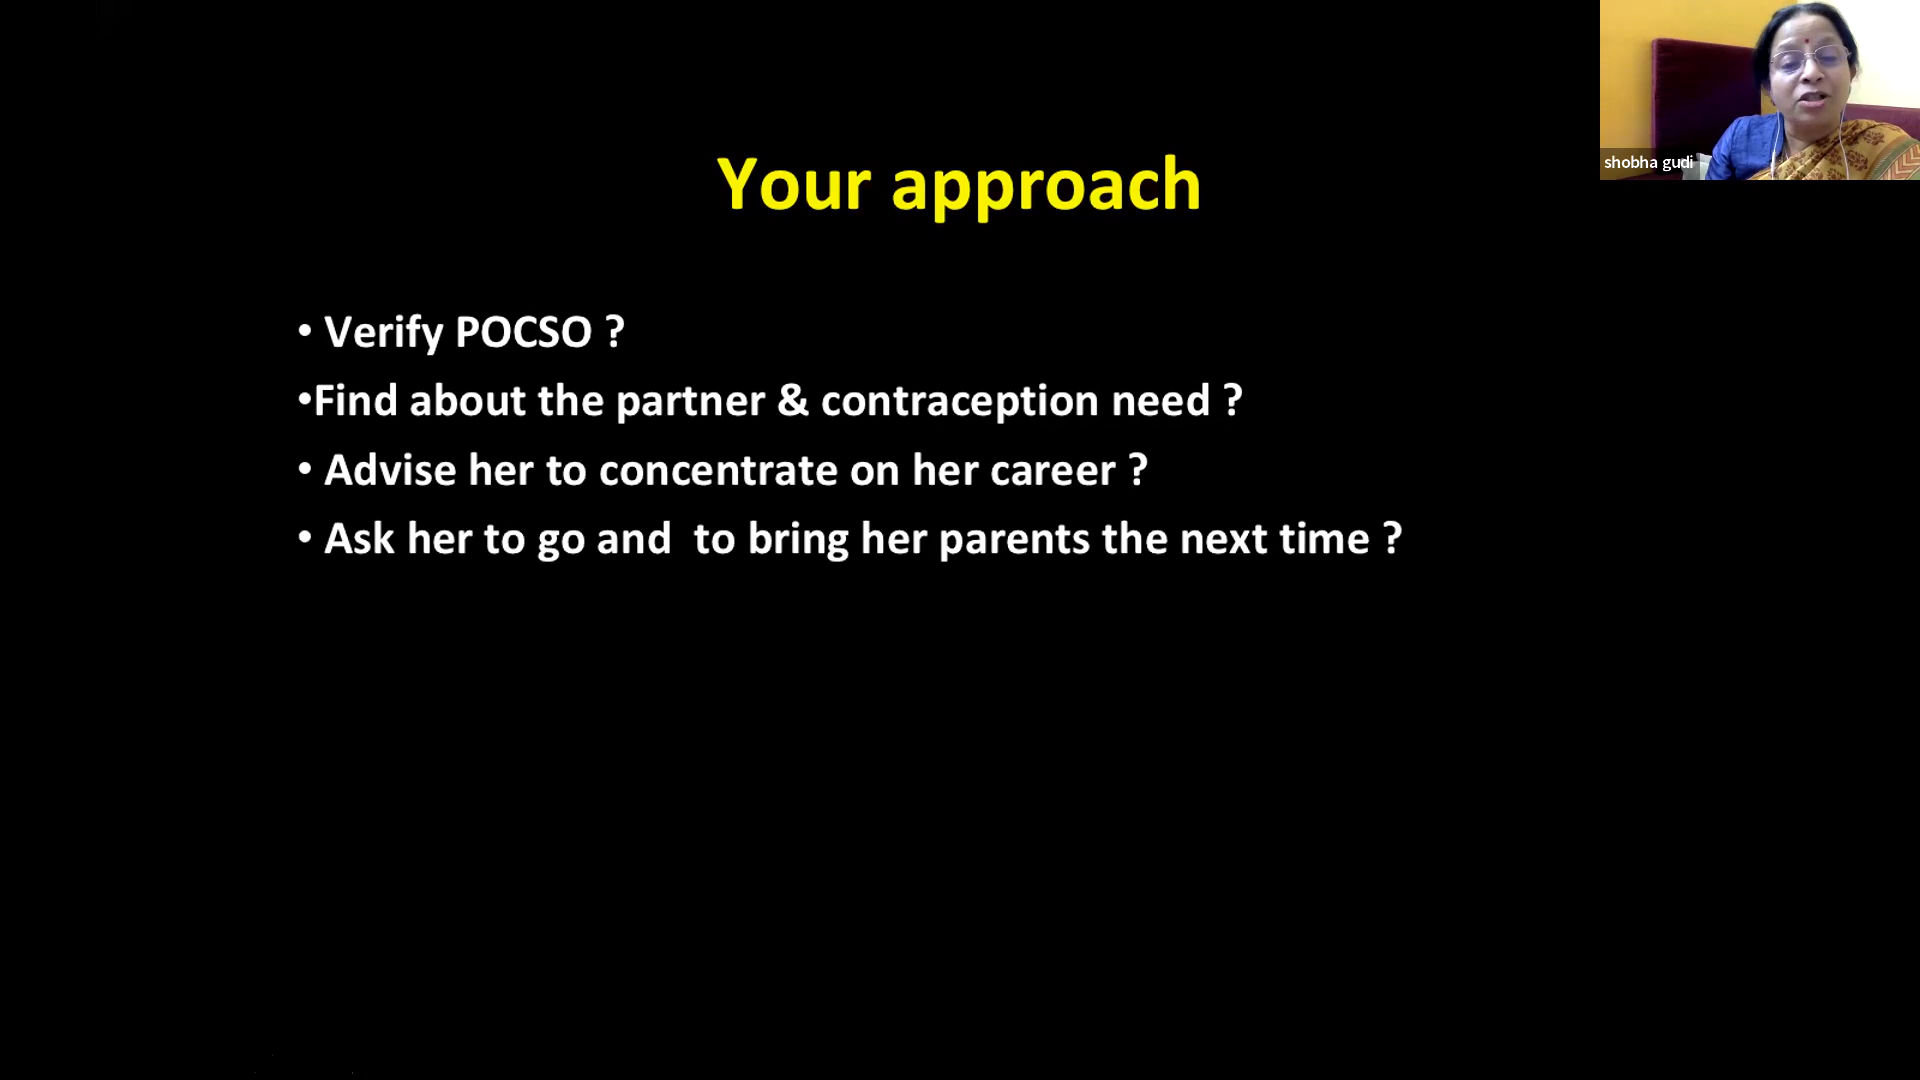 shobha gudi
Your approach
• Verify POCSO ?
•Find about the partner & contraception need ?
• Advise her to concentrate on her career ?
• Ask her to go and  to bring her parents the next time ?